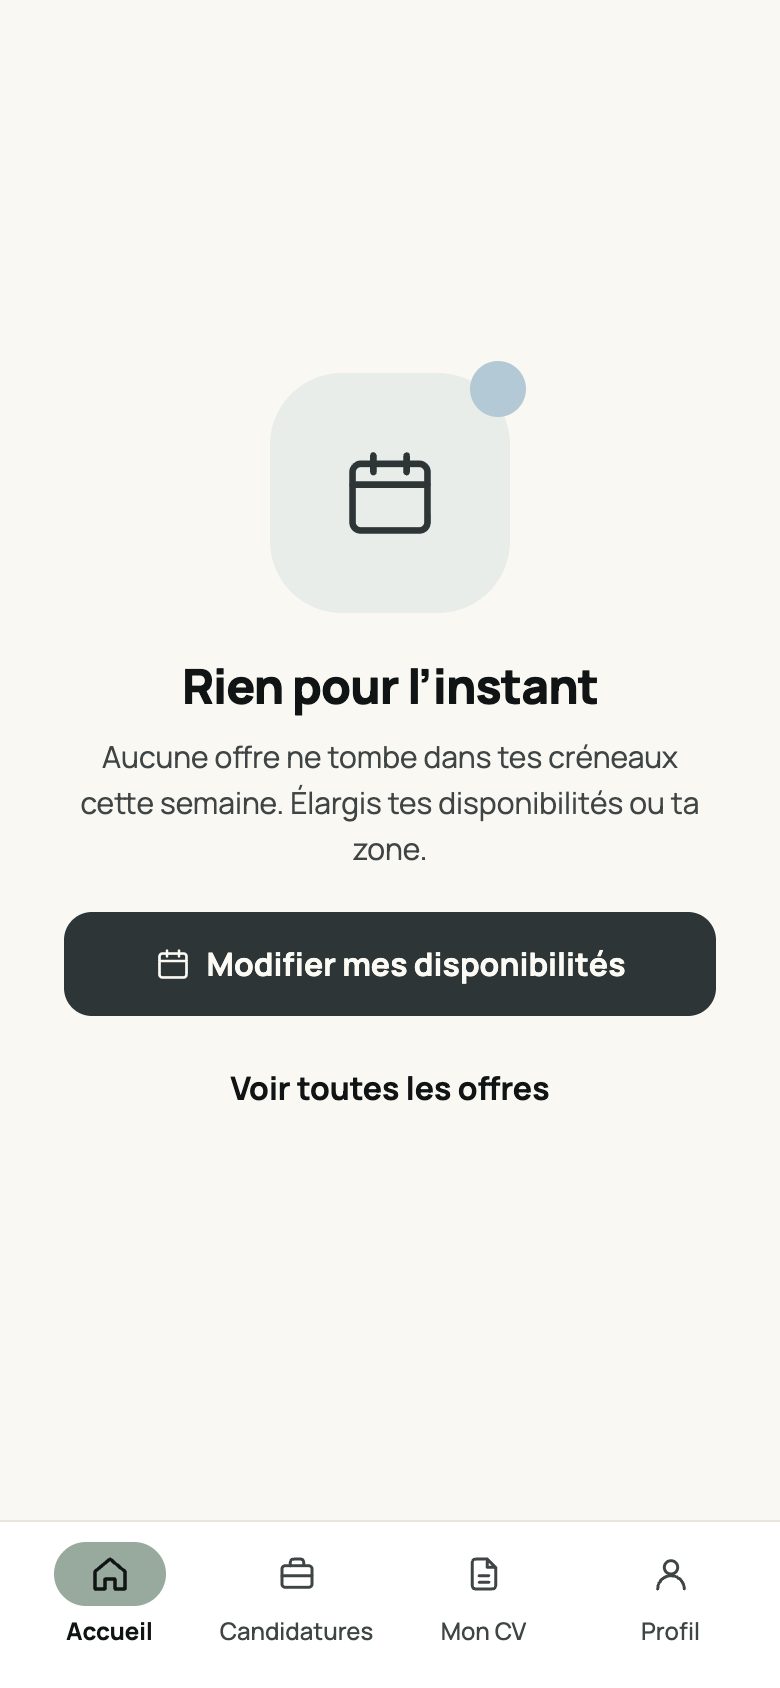 Rien pour l’instant
Aucune offre ne tombe dans tes créneaux
cette semaine. Élargis tes disponibilités ou ta
zone.
Modifier mes disponibilités
Voir toutes les offres
Accueil
Candidatures
Mon CV
Profil